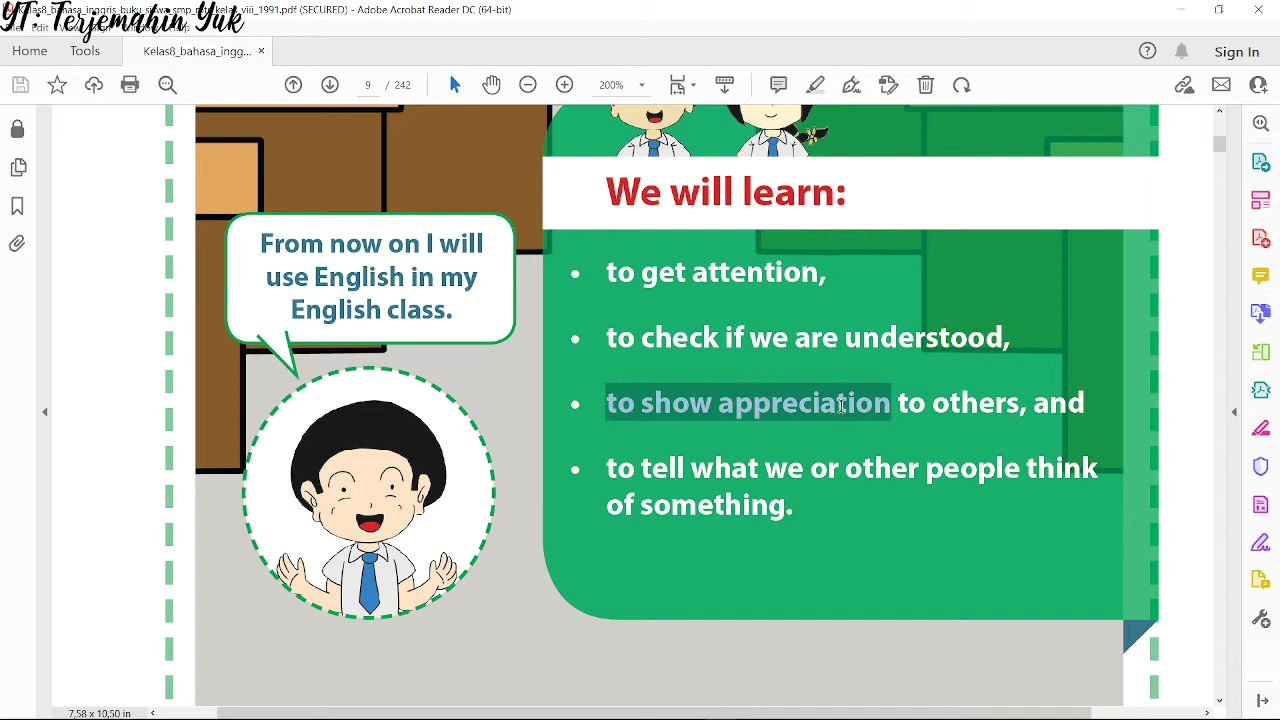 YT: Terjemahin Yuk
viii_1991.pdf (SECURED) - Adobe Acrobat Reader DC (64-bit)
Home Tools Kelas8_bahasa_ingg... × Sign In
9 / 242 200%
We will learn:
From now on I will
use English in my
English class.
• to get attention,
• to check if we are understood,
• to show appreciation to others, and
• to tell what we or other people think
of something.
7,58 x 10,50 in